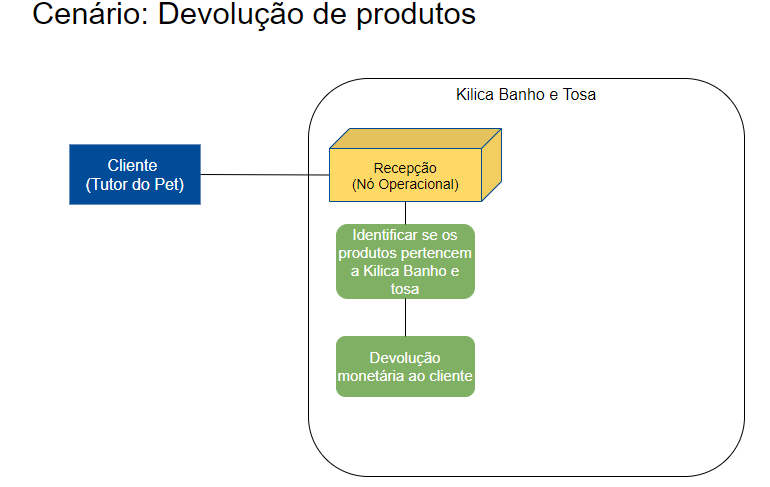 Cenário: Devolução de produtos
Kilica Banho e Tosa
Cliente
(Tutor do Pet)
Recepção
(Nó Operacional)
Identificar se os
produtos pertencem
a Kilica Banho e
tosa
Devolução
monetária ao cliente